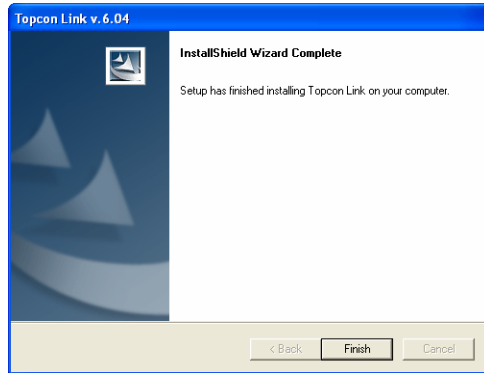 Topcon Link v.6.04
InstallShield Wizard Complete
Setup has finished installing Topcon Link on your computer.
< Back
Finish
Cancel